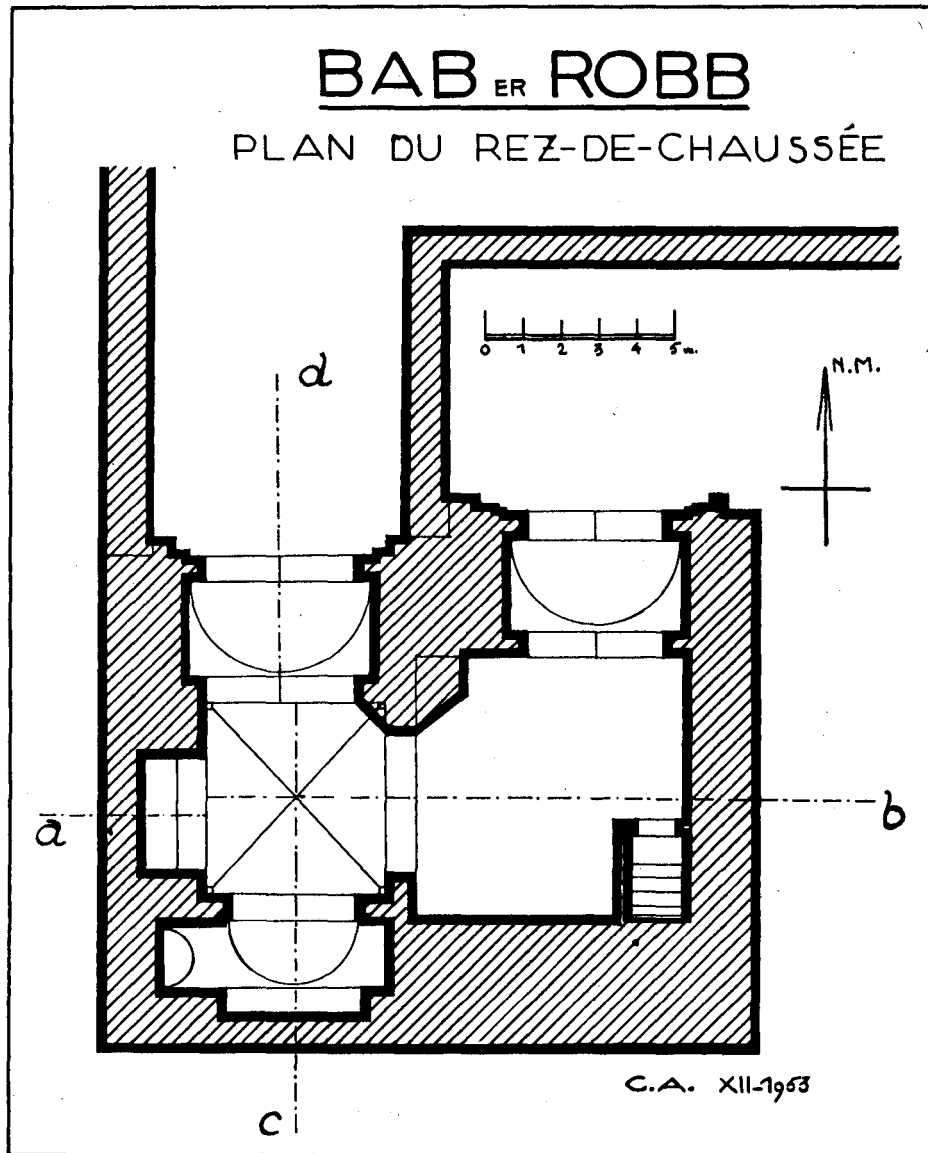 BAB ER ROBB
PLAN DU REZ-DE-CHAUSSÉE
0 1 2 3 4 5 m.
N.M.
d
a
b
c
C.A. XII-1953